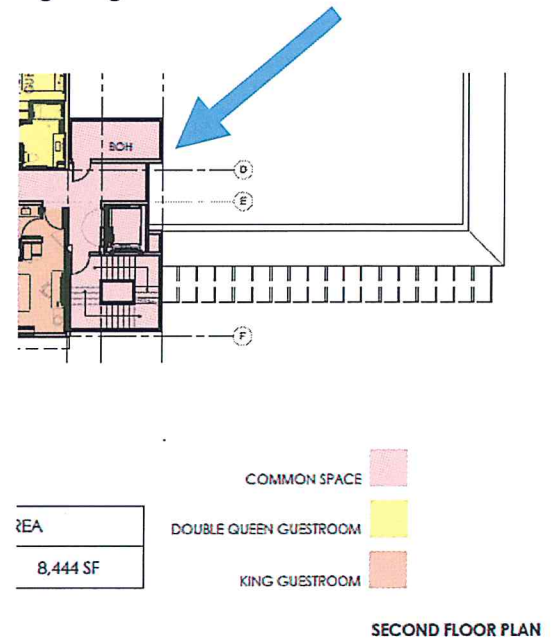 BOH
D
E
F
COMMON SPACE
REA
DOUBLE QUEEN GUESTROOM
8,444 SF
KING GUESTROOM
SECOND FLOOR PLAN